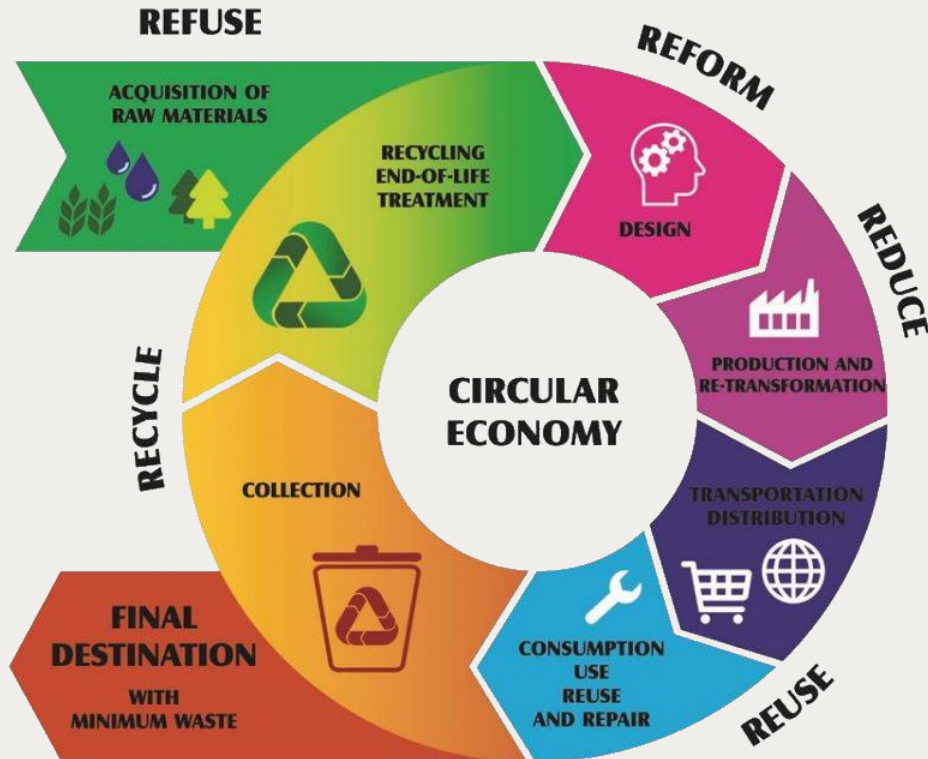 REFUSE
ACQUISITION OF
RAW MATERIALS
RECYCLING
END-OF-LIFE
TREATMENT
REFORM
DESIGN
REDUCE
PRODUCTION AND
RE-TRANSFORMATION
TRANSPORTATION
DISTRIBUTION
REUSE
CONSUMPTION
USE
REUSE
AND REPAIR
COLLECTION
RECYCLE
FINAL
DESTINATION
WITH
MINIMUM WASTE
CIRCULAR
ECONOMY